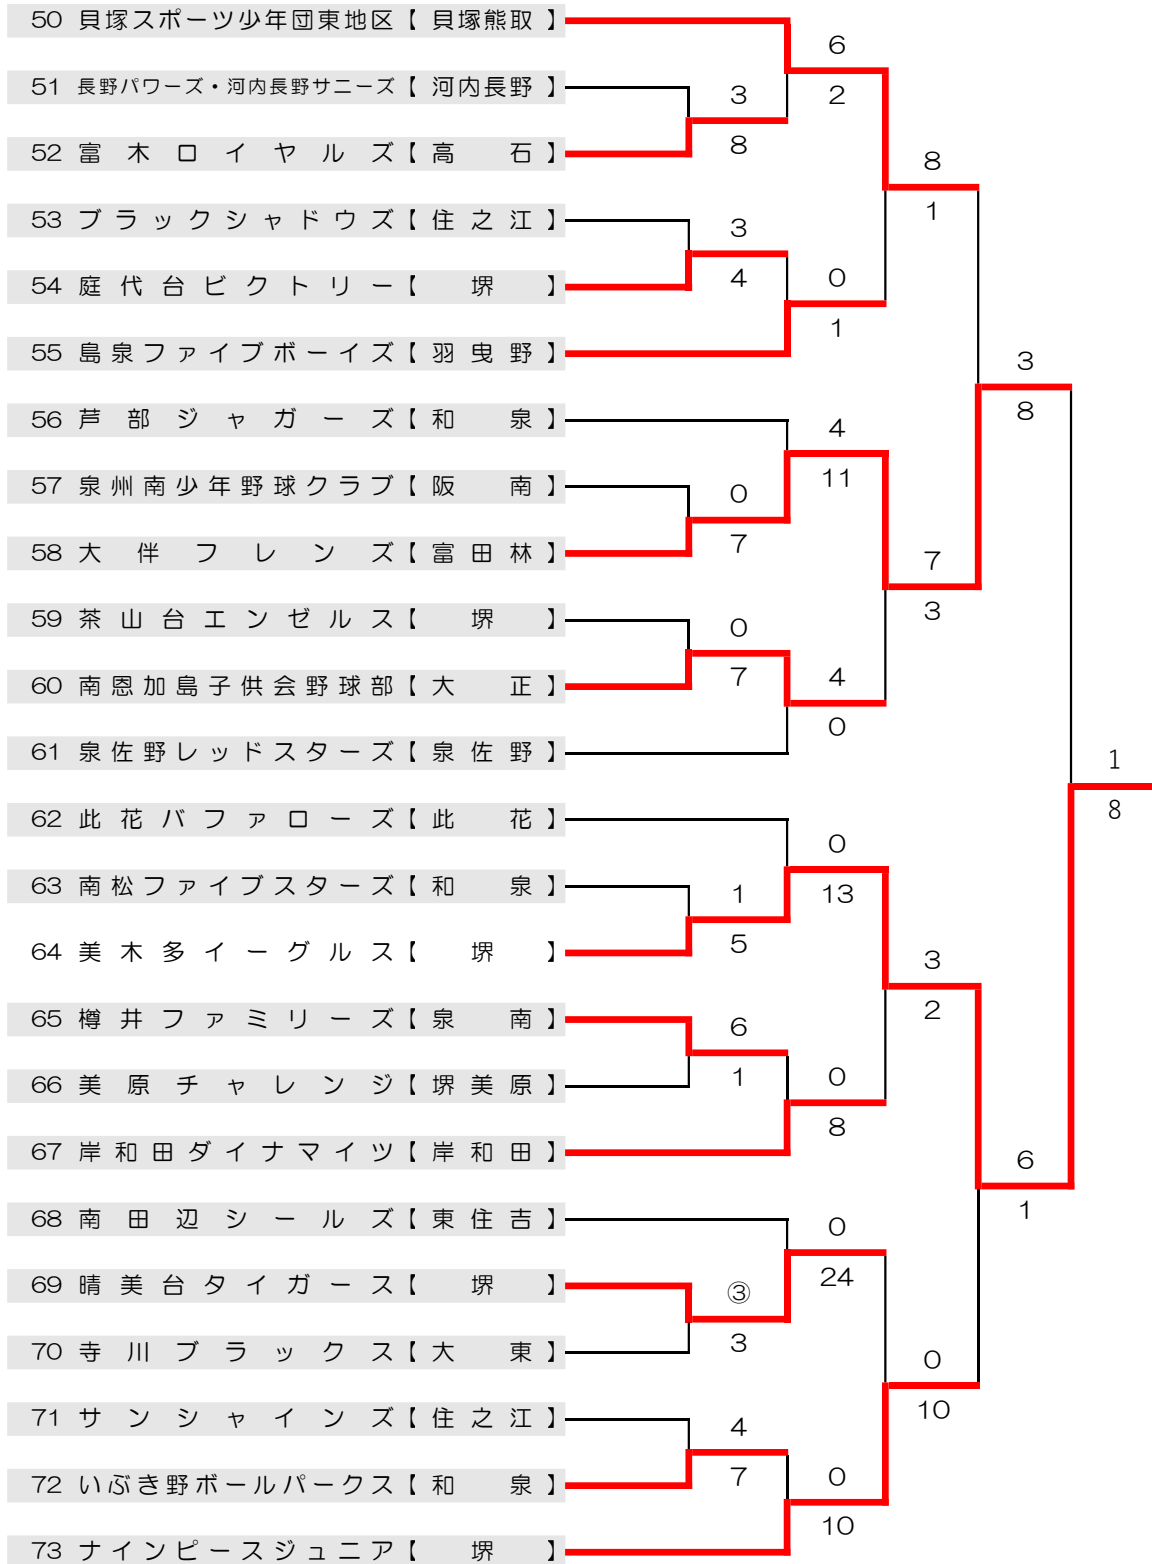 50 貝塚スポーツ少年団東地区【 貝塚熊取 】
6
51 長野パワーズ・河内長野サニーズ【 河内長野 】
3
2
52 富木ロイヤルズ【高石】
8
8
53 ブラックシャドウズ【住之江】
3
1
54 庭代台ビクトリー【堺】
4
0
55 島泉ファイブボーイズ【羽曳野】
1
3
56 芦部ジャガーズ【和泉】
4
8
57 泉州南少年野球クラブ【阪南】
0
11
58 大伴フレンズ【富田林】
7
7
59 茶山台エンゼルス【堺】
0
3
60 南恩加島子供会野球部【大正】
7
4
61 泉佐野レッドスターズ【泉佐野】
0
1
62 此花バファローズ【此花】
0
8
63 南松ファイブスターズ【和泉】
1
13
64 美木多イーグルス【堺】
5
3
65 樽井ファミリーズ【泉南】
6
2
66 美原チャレンジ【堺美原】
1
0
67 岸和田ダイナマイツ【岸和田】
8
6
68 南田辺シールズ【東住吉】
0
1
69 晴美台タイガース【堺】
③
24
70 寺川ブラックス【大東】
3
0
71 サンシャインズ【住之江】
4
10
72 いぶき野ボールパークス【和泉】
7
0
73 ナインピースジュニア【堺】
10